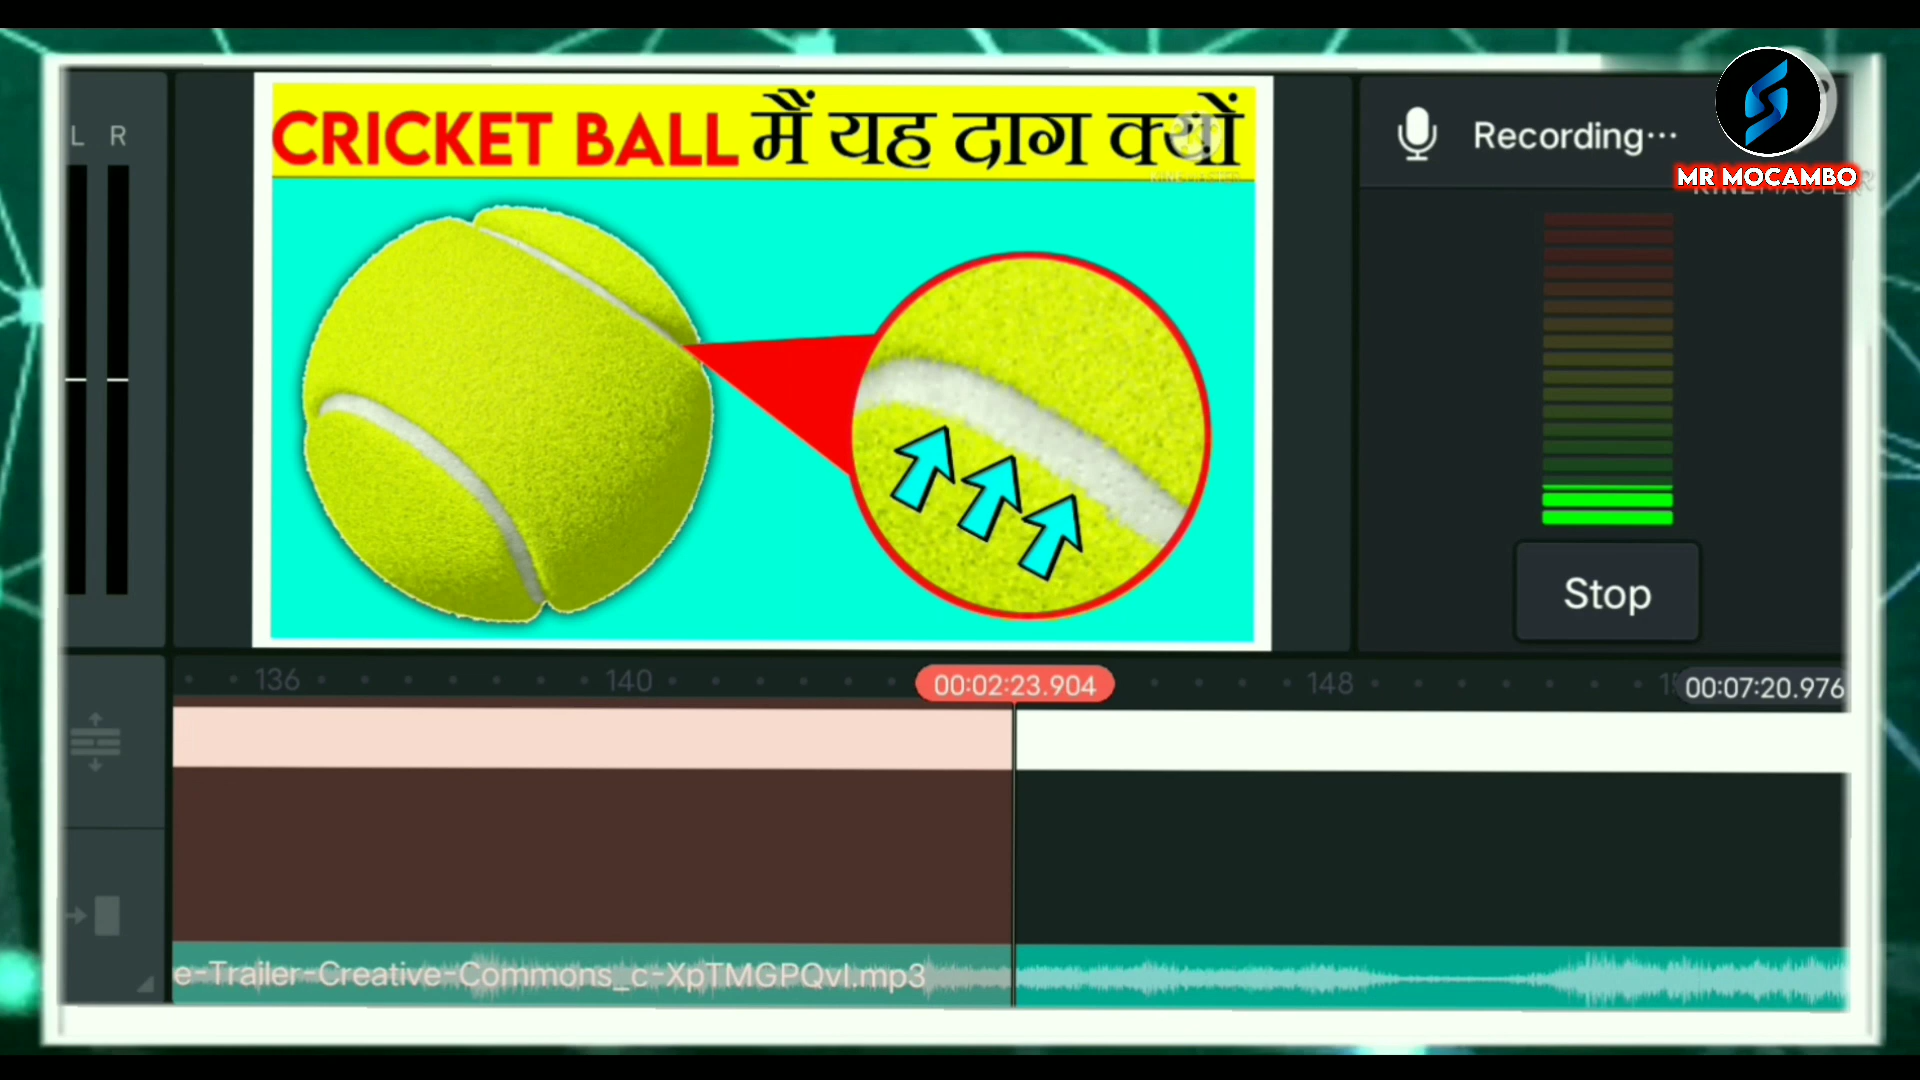 L R
CRICKET BALL में यह दाग क्यों
Recording...
MR MOCAMBO
KINEMASTER
Stop
136 140 00:02:23.904 148 00:07:20.976
e-Trailer-Creative-Commons_c-XpTMGPQvI.mp3